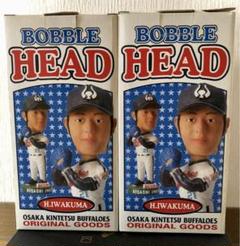 BOBBLE
HEAD
H.IWAKUMA
OSAKA KINTETSU BUFFALOES
ORIGINAL GOODS
BOBBLE
HEAD
H.IWAKUMA
OSAKA KINTETSU BUFFALOES
ORIGINAL GOODS